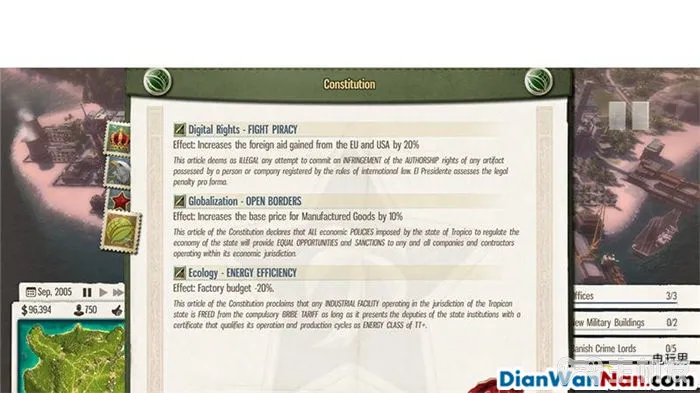 Constitution
Digital Rights - FIGHT PIRACY
Effect: Increases the foreign aid gained from the EU and USA by 20%
This article deems as ILLEGAL any attempt to commit an INFRINGEMENT of the AUTHORSHIP rights of any artifact
possessed by a person or company registered by the rules of international law. El Presidente assesses the legal
penalty pro forma.
Globalization - OPEN BORDERS
Effect: Increases the base price for Manufactured Goods by 10%
This article of the Constitution declares that ALL economic POLICIES imposed by the state of Tropico to regulate the
economy of the state will provide EQUAL OPPORTUNITIES and SANCTIONS to any and all companies and contractors
operating within its economic jurisdiction.
Ecology - ENERGY EFFICIENCY
Effect: Factory budget -20%.
This article of the Constitution proclaims that any INDUSTRIAL FACILITY operating in the jurisdiction of the Tropican
state is FREED from the compulsory BRIBE TARIFF as long as it presents the deputies of the state institutions with a
certificate that qualifies its operation and production cycles as ENERGY CLASS of TT+.
Sep, 2005
$96,394 750
ffices 3/3
ew Military Buildings 0/2
anish Crime Lords 0/5
电玩男
DianWanNan.com